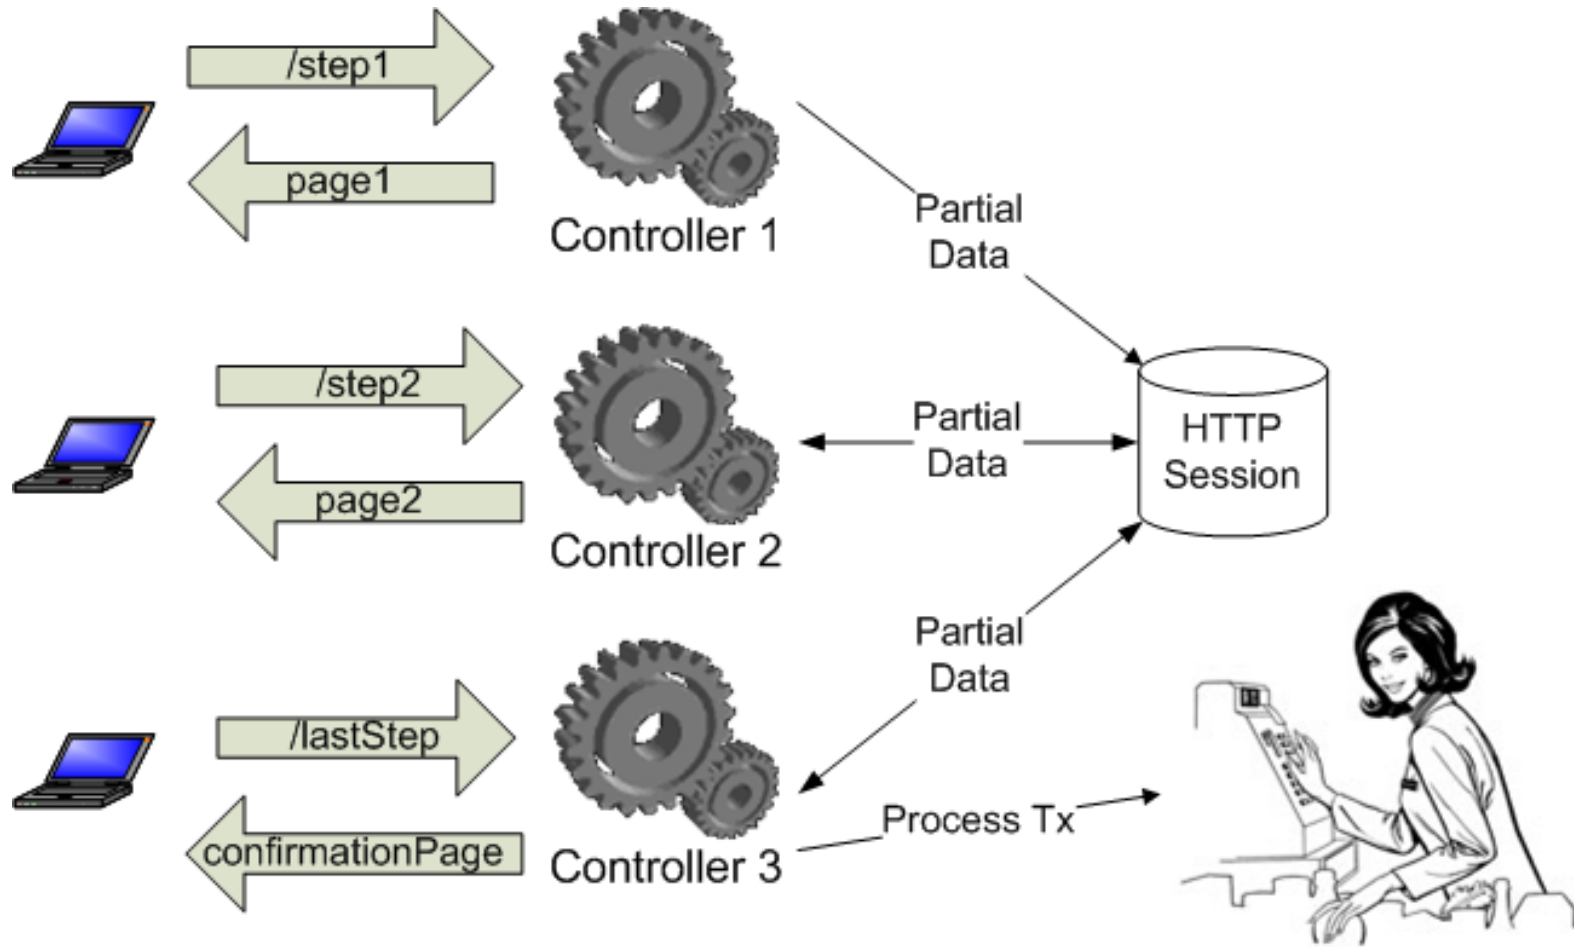 /step1
page1
Controller 1
Partial
Data
/step2
page2
Controller 2
Partial
Data
HTTP
Session
/lastStep
confirmationPage
Controller 3
Partial
Data
Process Tx